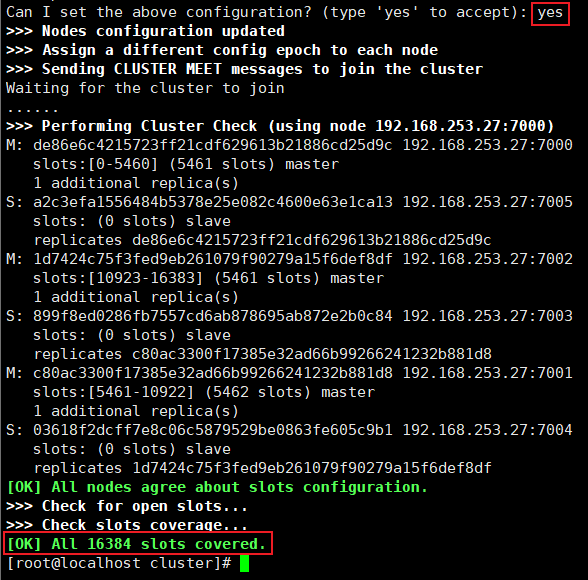 Can I set the above configuration? (type 'yes' to accept): yes
>>> Nodes configuration updated
>>> Assign a different config epoch to each node
>>> Sending CLUSTER MEET messages to join the cluster
Waiting for the cluster to join
......
>>> Performing Cluster Check (using node 192.168.253.27:7000)
M: de86e6c4215723ff21cdf629613b21886cd25d9c 192.168.253.27:7000
   slots:[0-5460] (5461 slots) master
   1 additional replica(s)
S: a2c3efa1556484b5378e25e082c4600e63e1ca13 192.168.253.27:7005
   slots: (0 slots) slave
   replicates de86e6c4215723ff21cdf629613b21886cd25d9c
M: 1d7424c75f3fed9eb261079f90279a15f6def8df 192.168.253.27:7002
   slots:[10923-16383] (5461 slots) master
   1 additional replica(s)
S: 899f8ed0286fb7557cd6ab878695ab872e2b0c84 192.168.253.27:7003
   slots: (0 slots) slave
   replicates c80ac3300f17385e32ad66b99266241232b881d8
M: c80ac3300f17385e32ad66b99266241232b881d8 192.168.253.27:7001
   slots:[5461-10922] (5462 slots) master
   1 additional replica(s)
S: 03618f2dcff7e8c06c5879529be0863fe605c9b1 192.168.253.27:7004
   slots: (0 slots) slave
   replicates 1d7424c75f3fed9eb261079f90279a15f6def8df
[OK] All nodes agree about slots configuration.
>>> Check for open slots...
>>> Check slots coverage...
[OK] All 16384 slots covered.
[root@localhost cluster]#